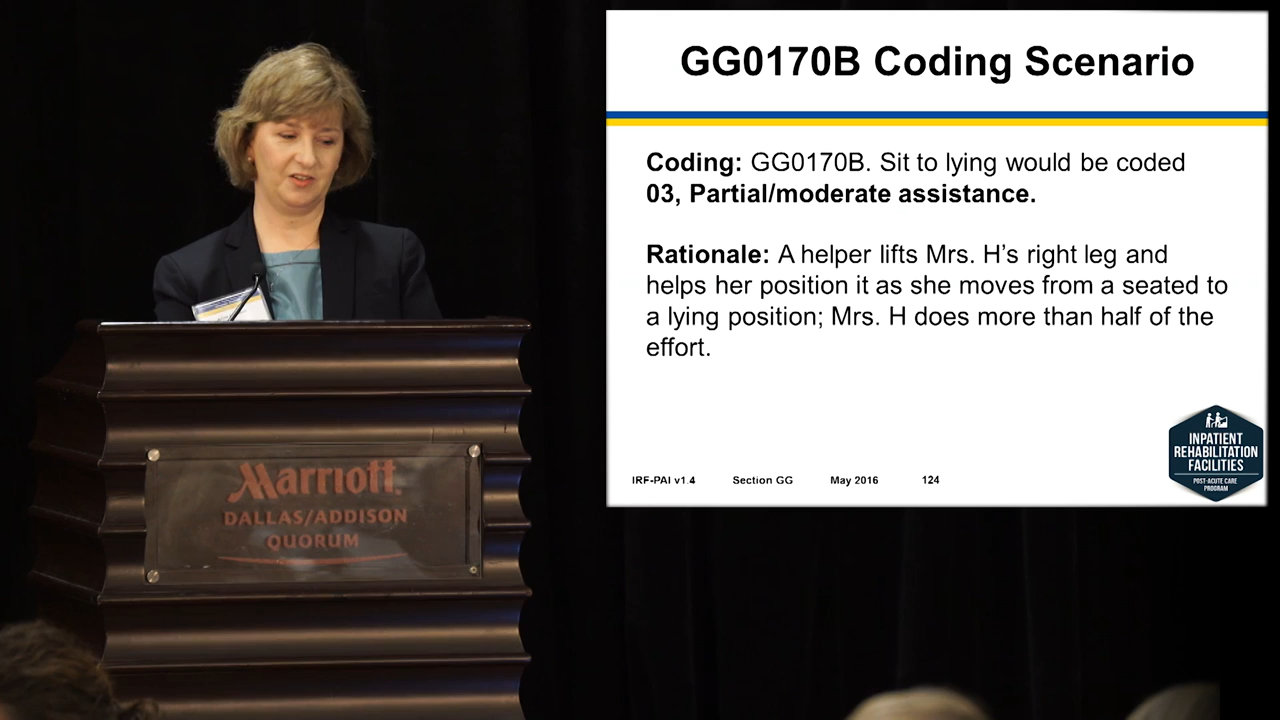 GG0170B Coding Scenario
Coding: GG0170B. Sit to lying would be coded
03, Partial/moderate assistance.
Rationale: A helper lifts Mrs. H’s right leg and
helps her position it as she moves from a seated to
a lying position; Mrs. H does more than half of the
effort.
IRF-PAI v1.4 Section GG May 2016 124
INPATIENT
REHABILITATION
FACILITIES
POST-ACUTE CARE
PROGRAM
Marriott
DALLAS/ADDISON
QUORUM